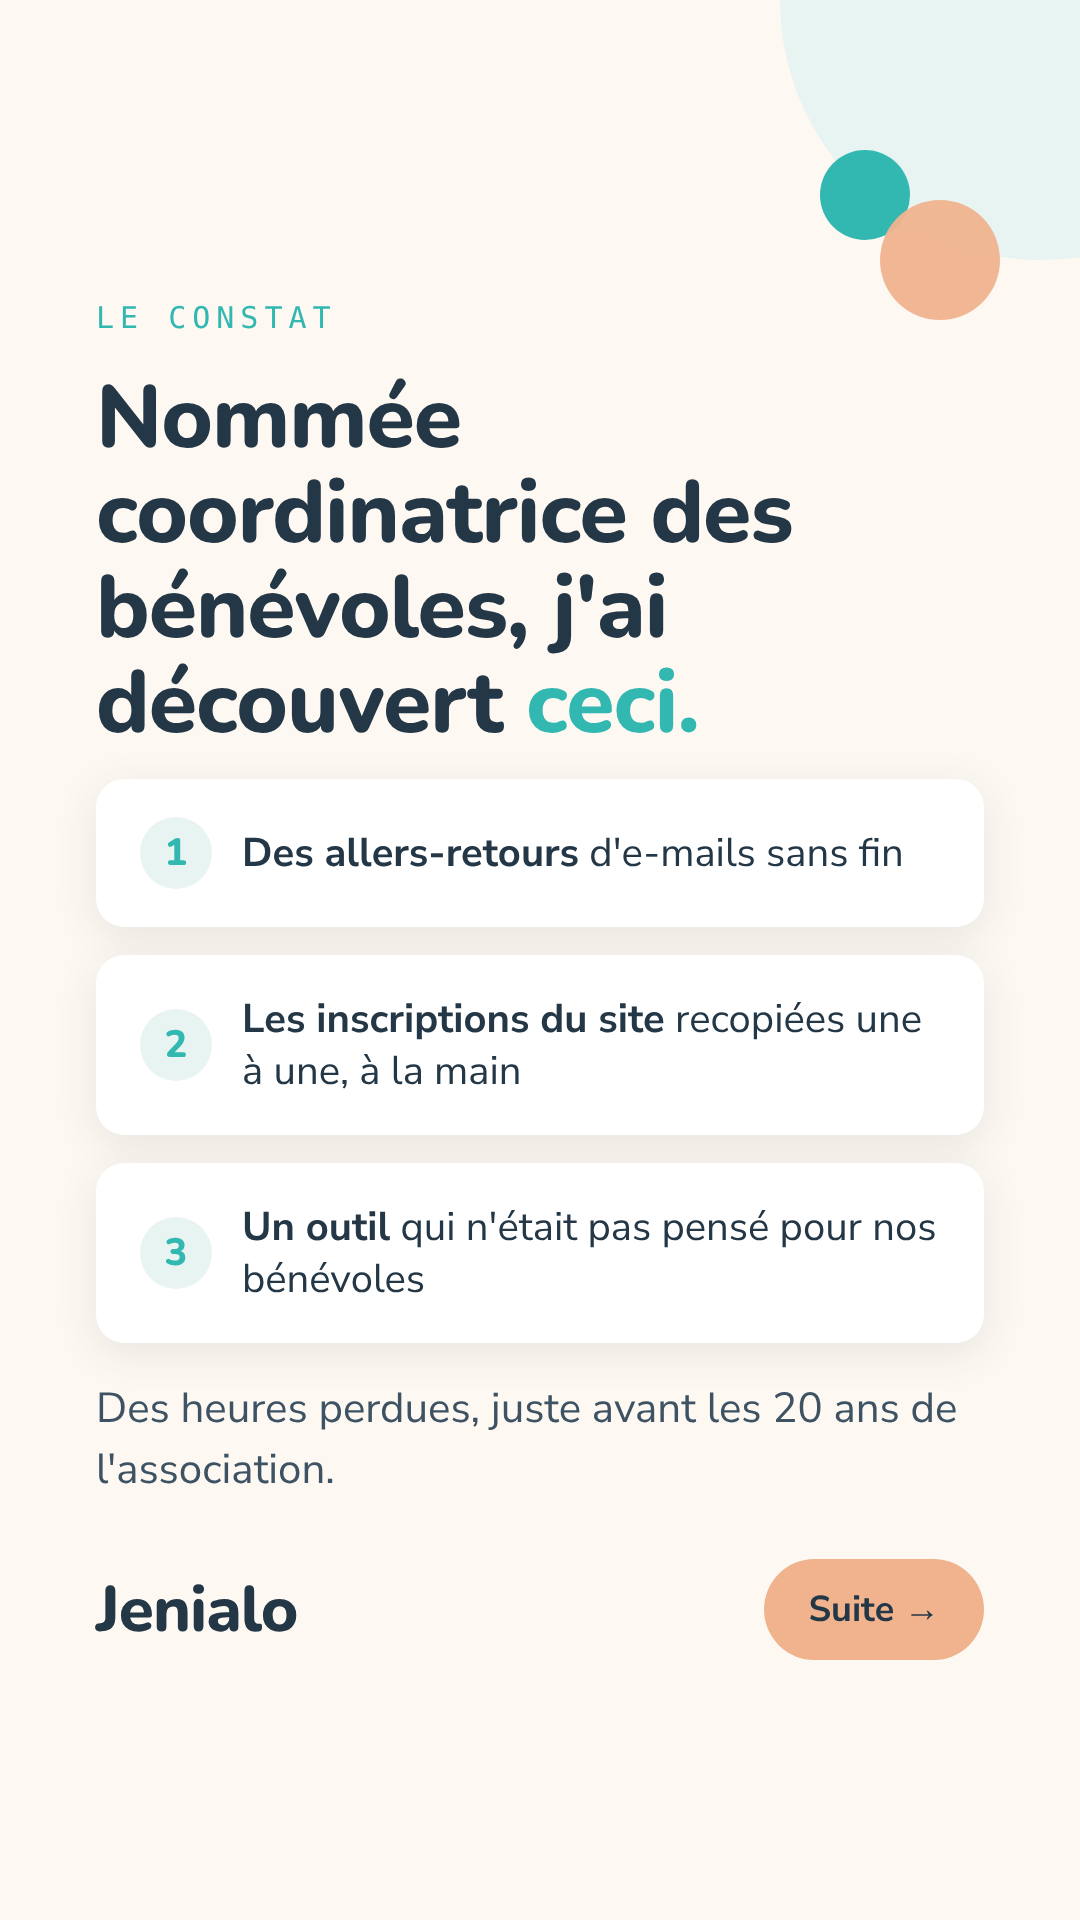 LE CONSTAT
Nommée
coordinatrice des
bénévoles, j'ai
découvert ceci.
1 Des allers-retours d'e-mails sans fin
2 Les inscriptions du site recopiées une
à une, à la main
3 Un outil qui n'était pas pensé pour nos
bénévoles
Des heures perdues, juste avant les 20 ans de
l'association.
Jenialo
Suite →